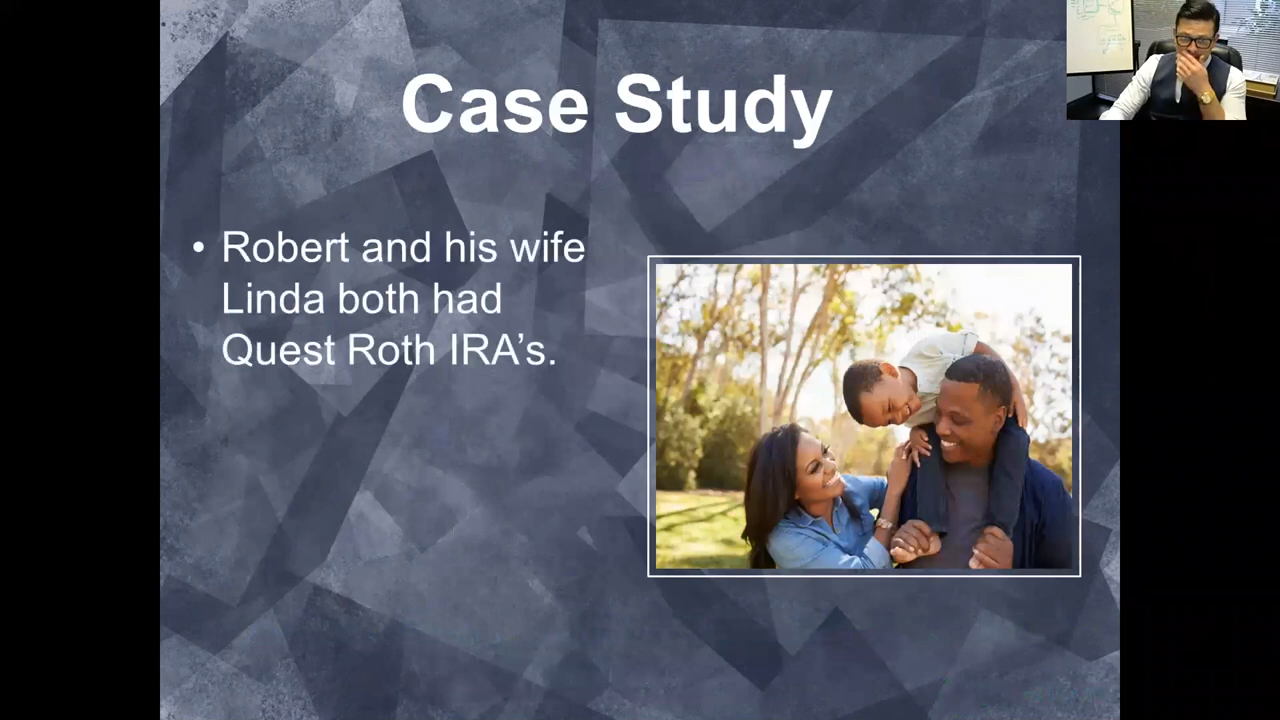 Case Study
• Robert and his wife
Linda both had
Quest Roth IRA’s.